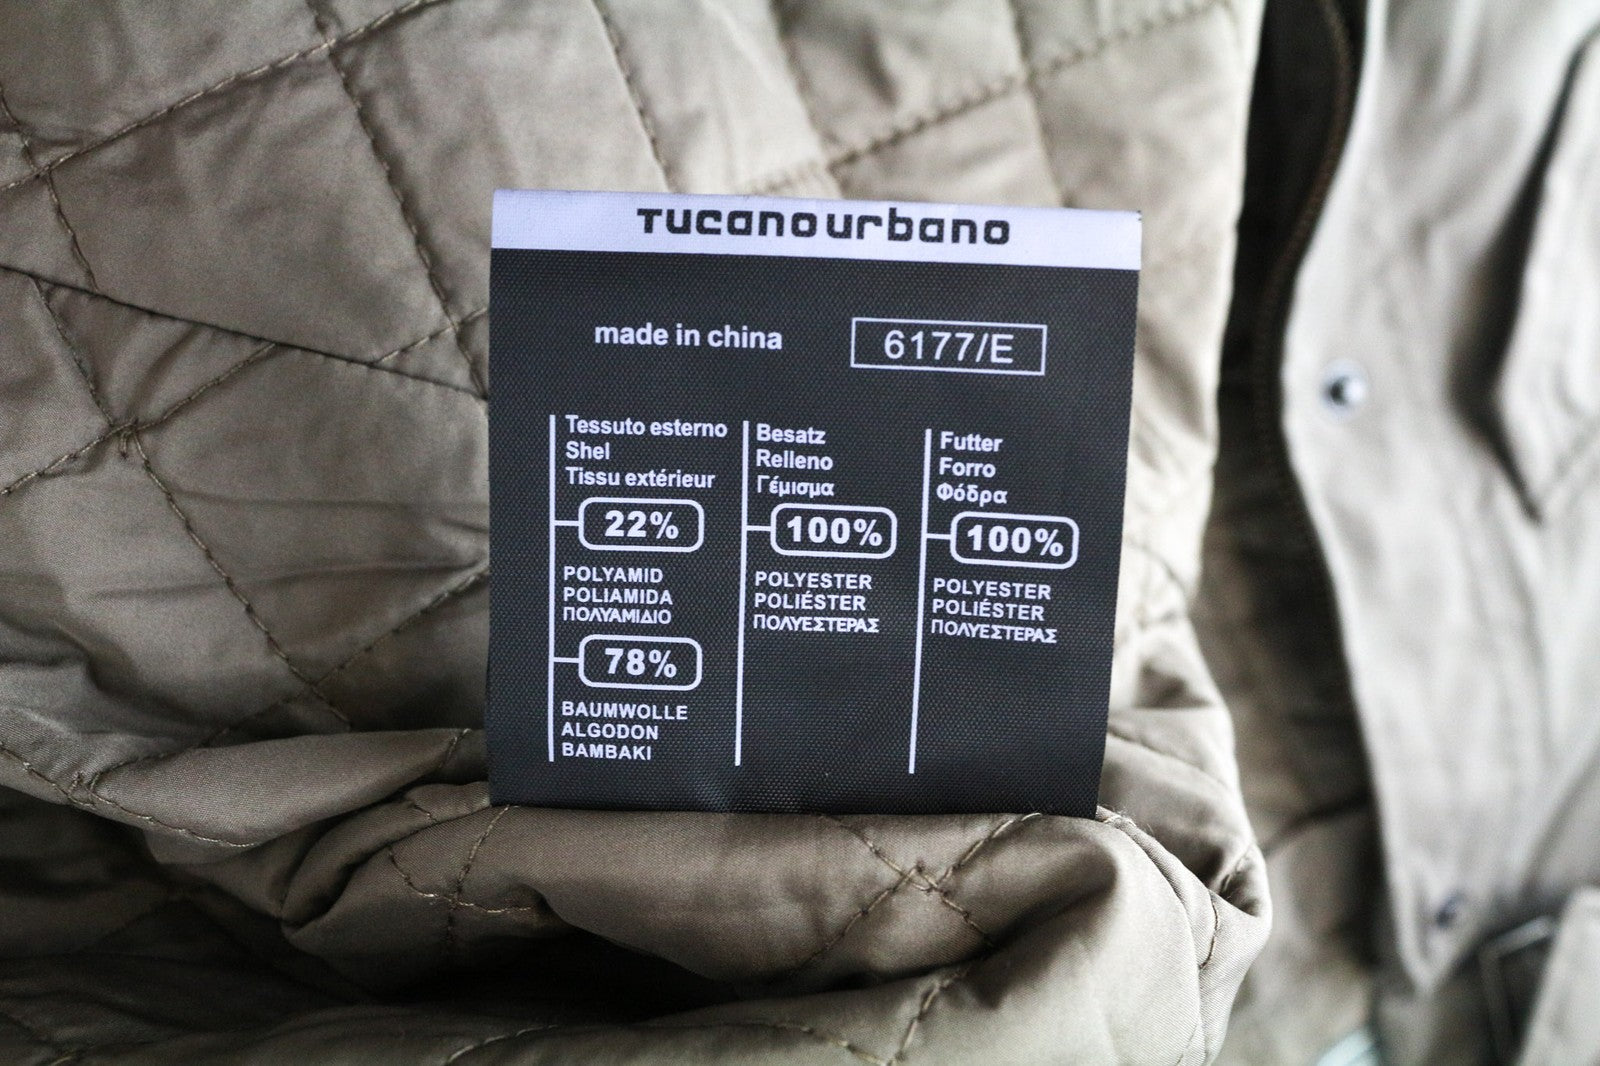 Tucanourbano
made in china
6177/E
Tessuto esterno
Shel
Tissu extérieur
22%
POLYAMID
POLIAMIDA
ΠΟΛΥΑΜΙΔΙΟ
78%
BAUMWOLLE
ALGODON
BAMBAKI
Besatz
Relleno
Γέμισμα
100%
POLYESTER
POLIÉSTER
ΠΟΛΥΕΣΤΕΡΑΣ
Futter
Forro
Φόδρα
100%
POLYESTER
POLIÉSTER
ΠΟΛΥΕΣΤΕΡΑΣ